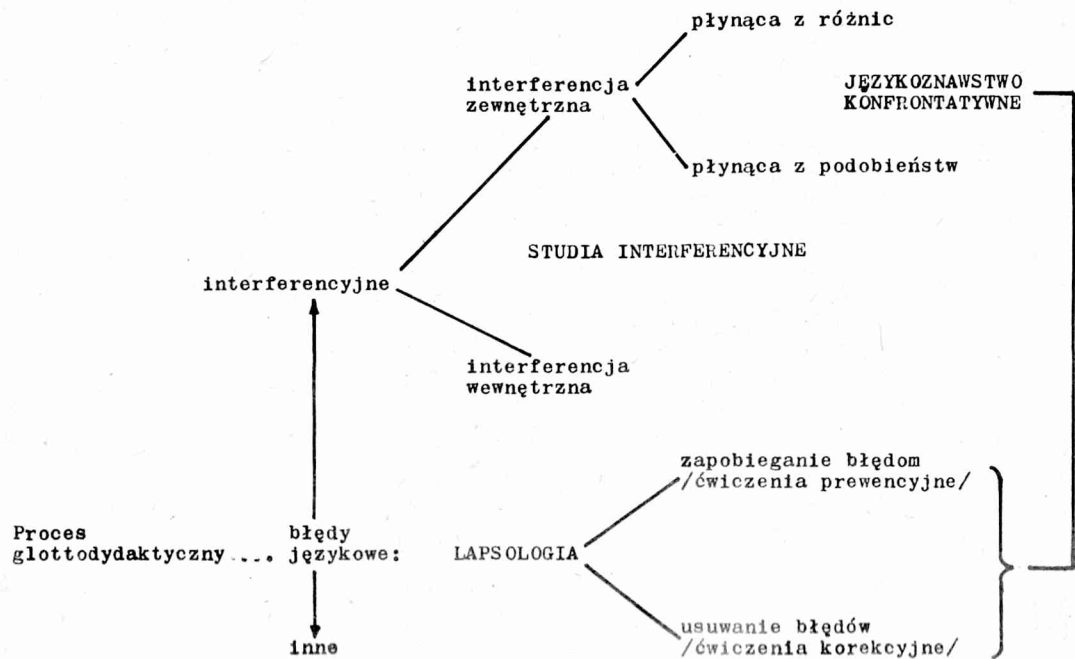 płynąca z różnic
interferencja
zewnętrzna
JĘZYKOZNAWSTWO
KONFRONTATYWNE
płynąca z podobieństw
STUDIA INTERFERENCYJNE
interferencyjne
interferencja
wewnętrzna
zapobieganie błędom
/ćwiczenia prewencyjne/
Proces
glottodydaktyczny ....
błędy
językowe:
LAPSOLOGIA
usuwanie błędów
/ćwiczenia korekcyjne/
inne